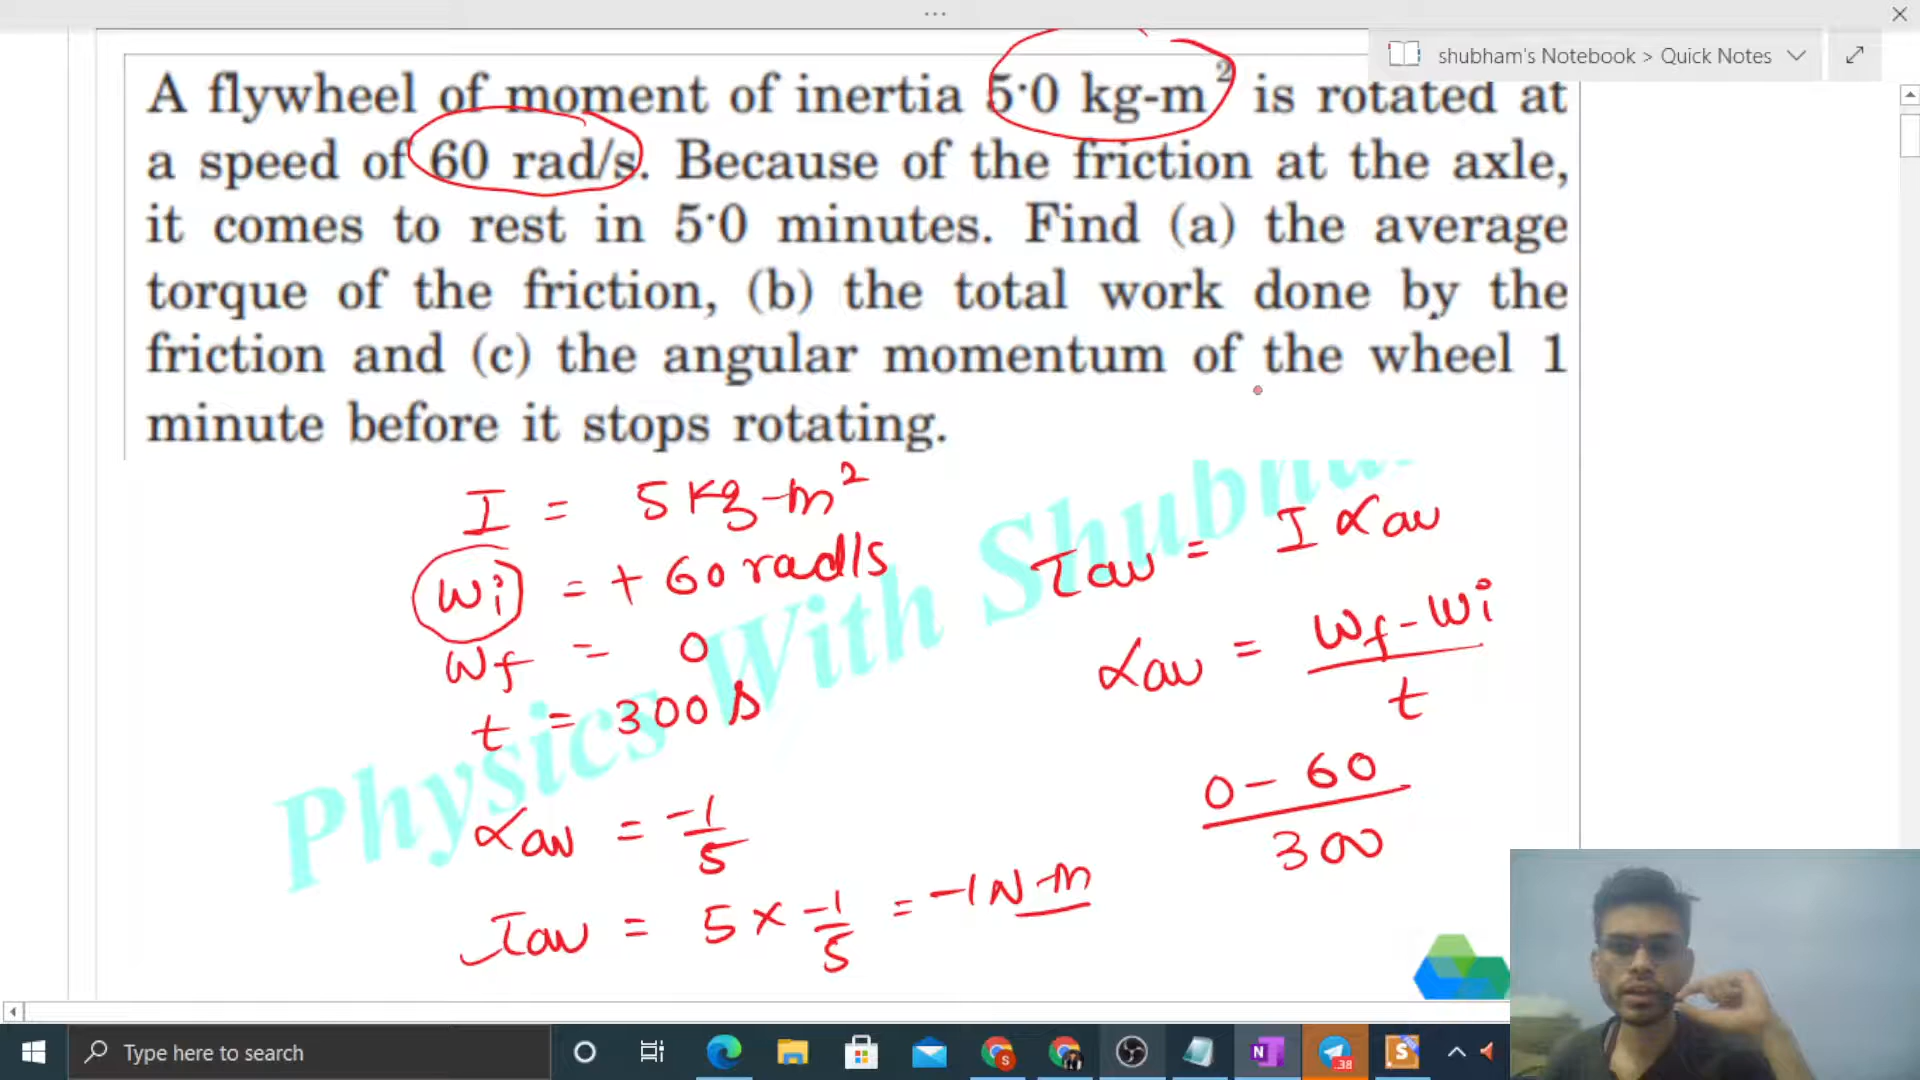 ...
shubham's Notebook > Quick Notes
A flywheel of moment of inertia 5·0 kg-m² is rotated at
a speed of 60 rad/s. Because of the friction at the axle,
it comes to rest in 5·0 minutes. Find (a) the average
torque of the friction, (b) the total work done by the
friction and (c) the angular momentum of the wheel 1
minute before it stops rotating.
I = 5 kg-m²
ωi = +60 rad/s
ωf = 0
t = 300 s
τav = I αav
αav = ωf - ωi / t
0 - 60 / 300
αav = -1/5
τav = 5 × -1/5 = -1 N-m
Physics With Shubham
Type here to search
N
38
S